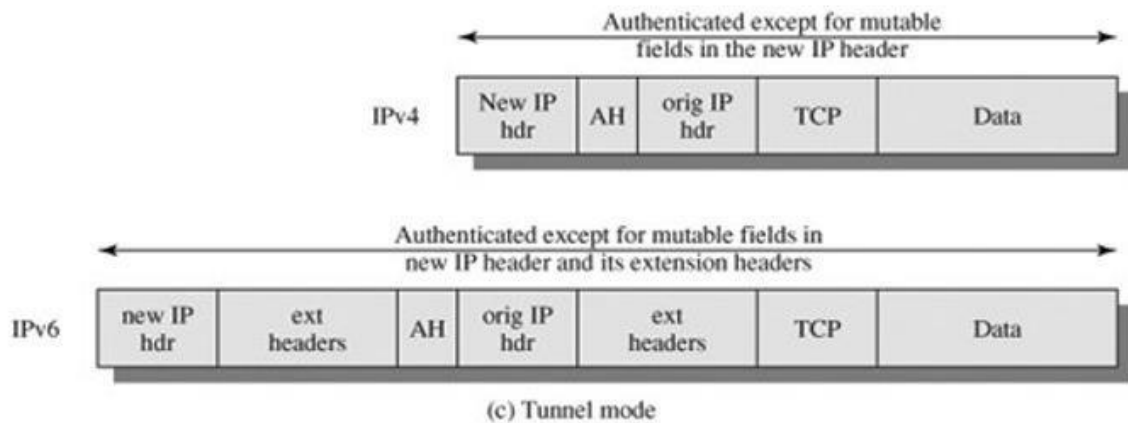 Authenticated except for mutable
fields in the new IP header
IPv4
New IP
hdr
AH
orig IP
hdr
TCP
Data
Authenticated except for mutable fields in
new IP header and its extension headers
IPv6
new IP
hdr
ext
headers
AH
orig IP
hdr
ext
headers
TCP
Data
(c) Tunnel mode